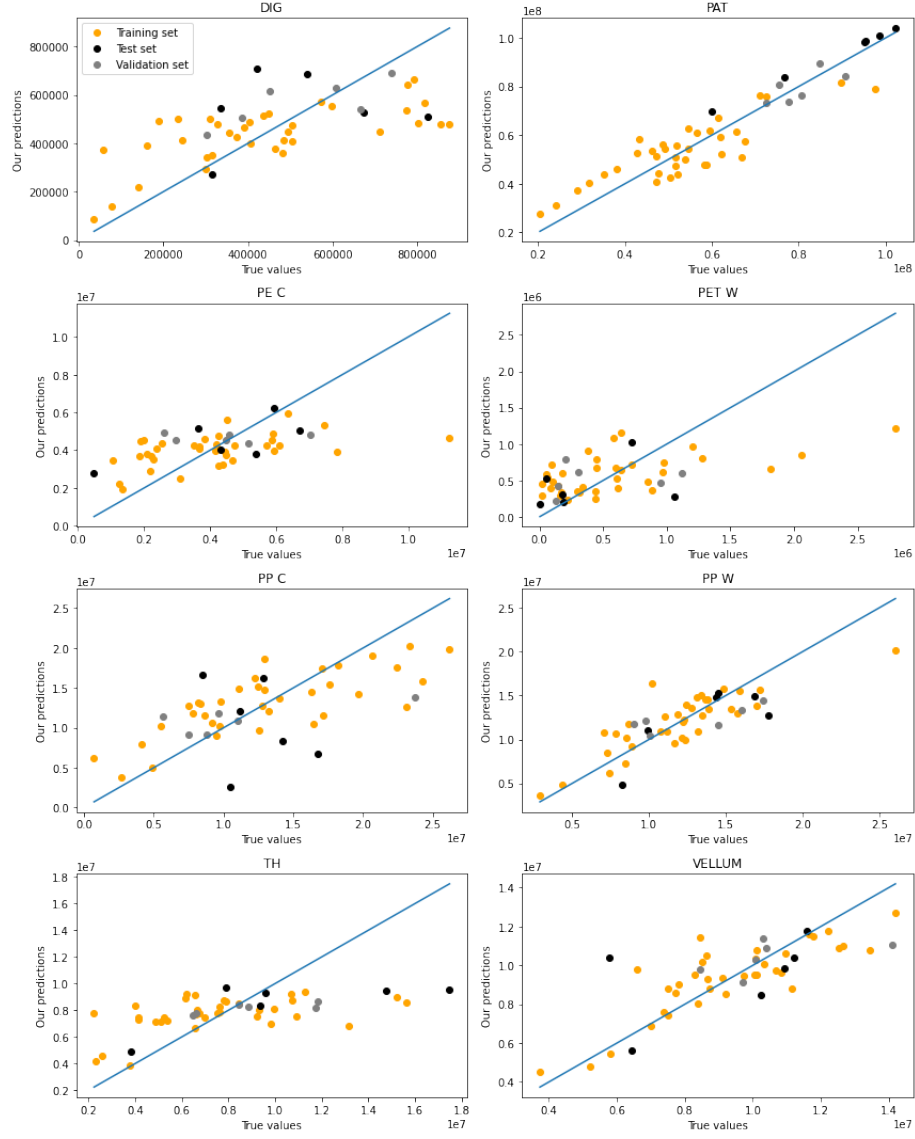 DIG
Training set
Test set
Validation set
800000
600000
400000
200000
0
Our predictions
200000 400000 600000 800000
True values
PAT
1e8
1.0
0.8
0.6
0.4
0.2
Our predictions
0.2 0.4 0.6 0.8 1.0
True values
1e8
PE C
1e7
1.0
0.8
0.6
0.4
0.2
0.0
Our predictions
0.0 0.2 0.4 0.6 0.8 1.0
True values
1e7
PET W
1e6
2.5
2.0
1.5
1.0
0.5
0.0
Our predictions
0.0 0.5 1.0 1.5 2.0 2.5
True values
1e6
PP C
1e7
2.5
2.0
1.5
1.0
0.5
0.0
Our predictions
0.0 0.5 1.0 1.5 2.0 2.5
True values
1e7
PP W
1e7
2.5
2.0
1.5
1.0
0.5
Our predictions
0.5 1.0 1.5 2.0 2.5
True values
1e7
TH
1e7
1.8
1.6
1.4
1.2
1.0
0.8
0.6
0.4
0.2
Our predictions
0.2 0.4 0.6 0.8 1.0 1.2 1.4 1.6 1.8
True values
1e7
VELLUM
1e7
1.4
1.2
1.0
0.8
0.6
0.4
Our predictions
0.4 0.6 0.8 1.0 1.2 1.4
True values
1e7